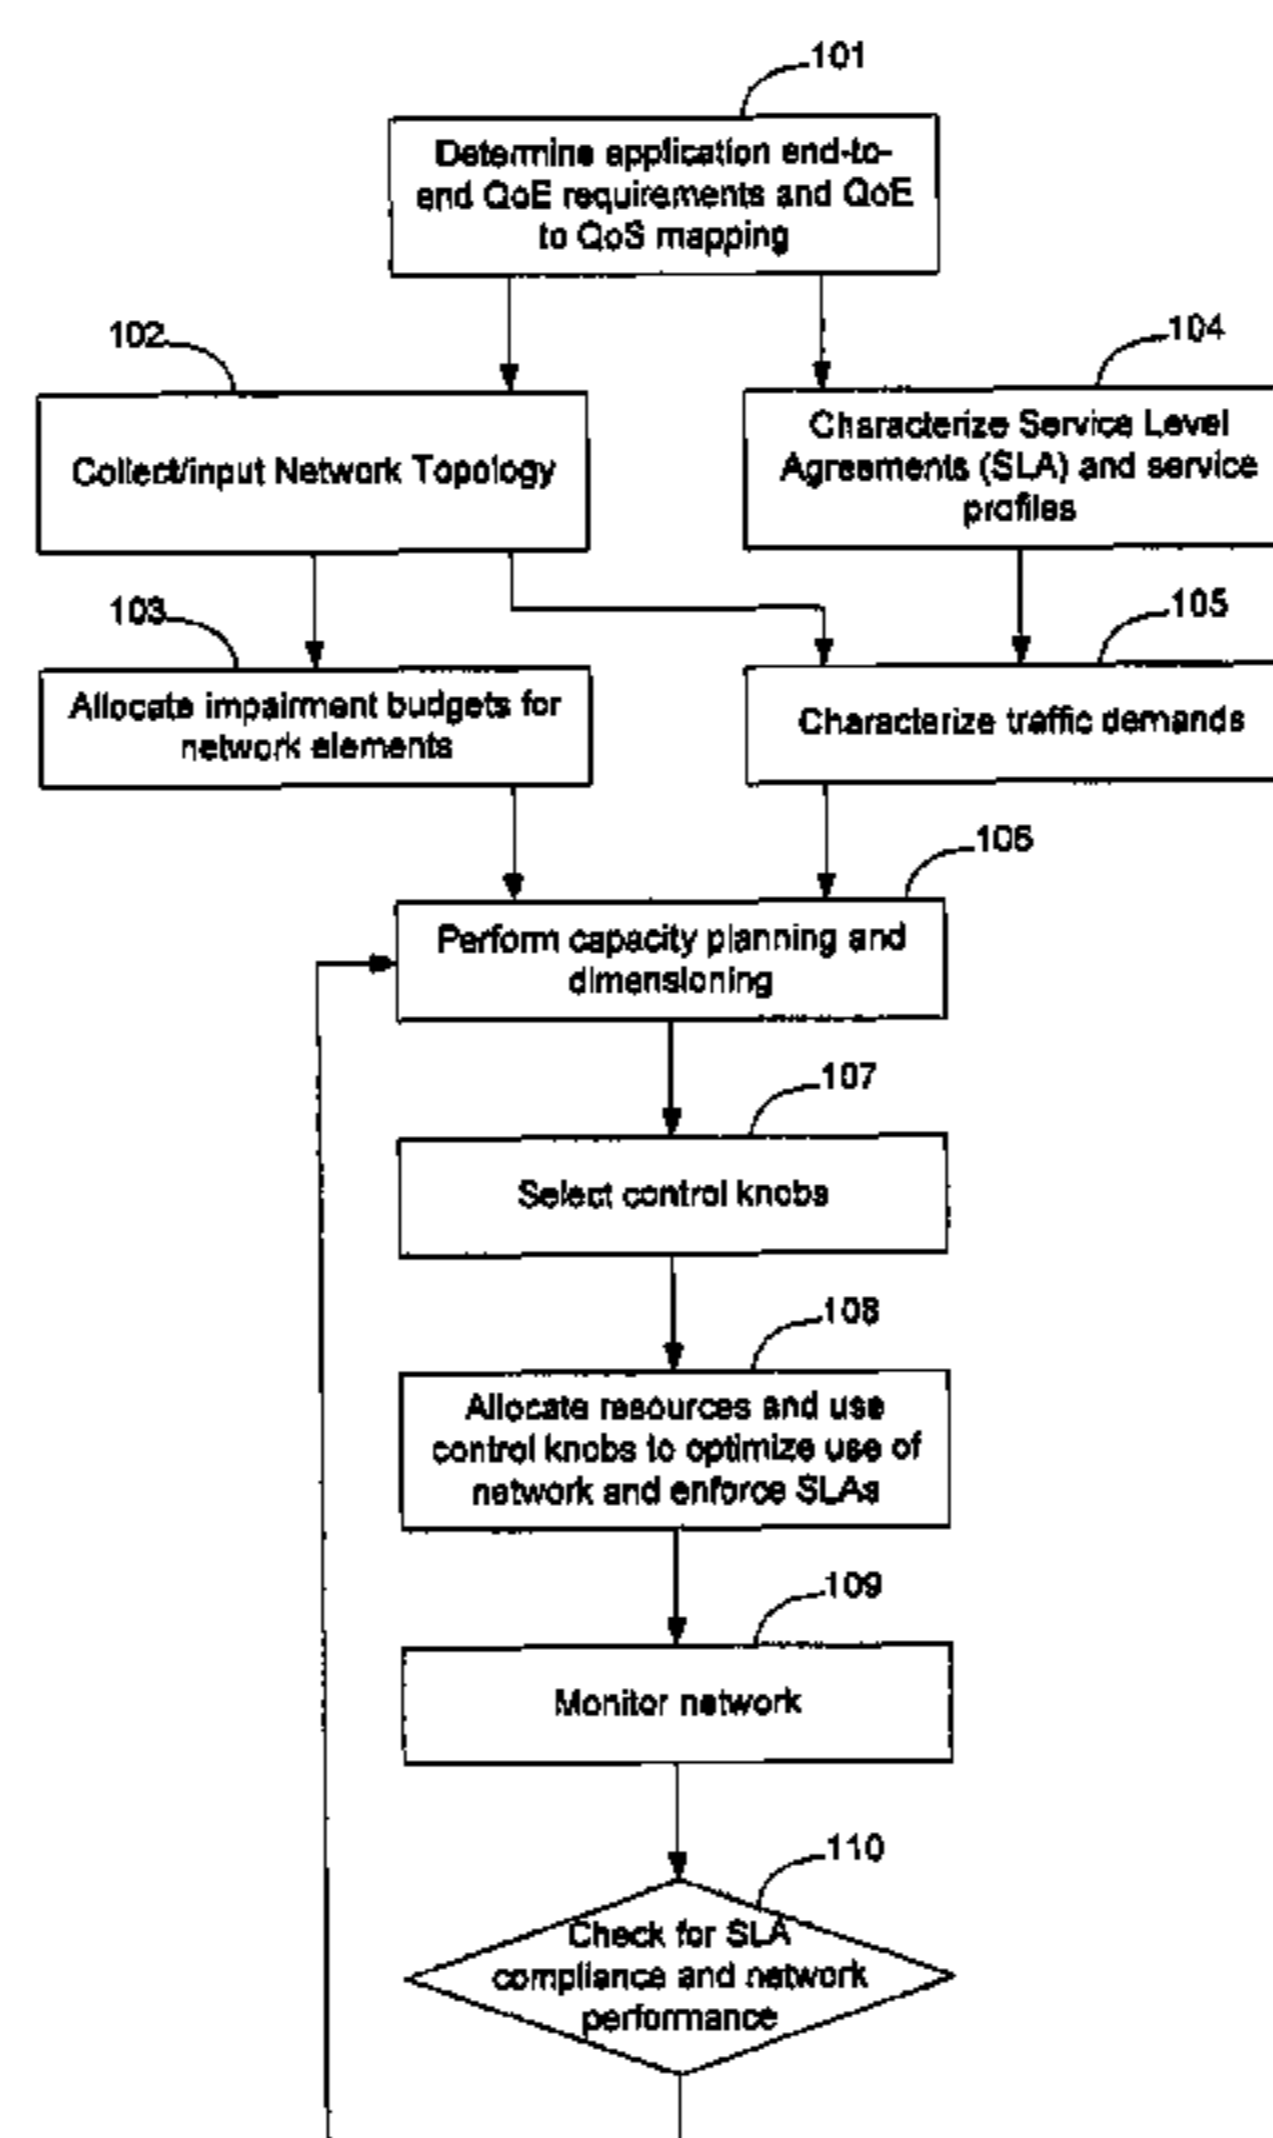 101
Determine application end-to-
end QoE requirements and QoE
to QoS mapping
102
Collect/input Network Topology
104
Characterize Service Level
Agreements (SLA) and service
profiles
103
Allocate impairment budgets for
network elements
105
Characterize traffic demands
106
Perform capacity planning and
dimensioning
107
Select control knobs
108
Allocate resources and use
control knobs to optimize use of
network and enforce SLAs
109
Monitor network
110
Check for SLA
compliance and network
performance